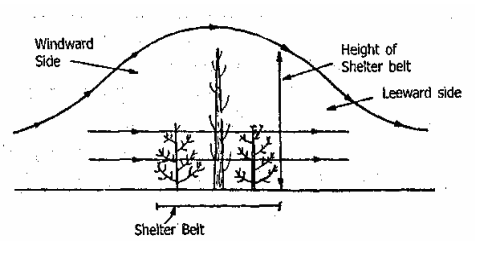 Windward
Side
Height of
Shelter belt
Leeward side
Shelter Belt